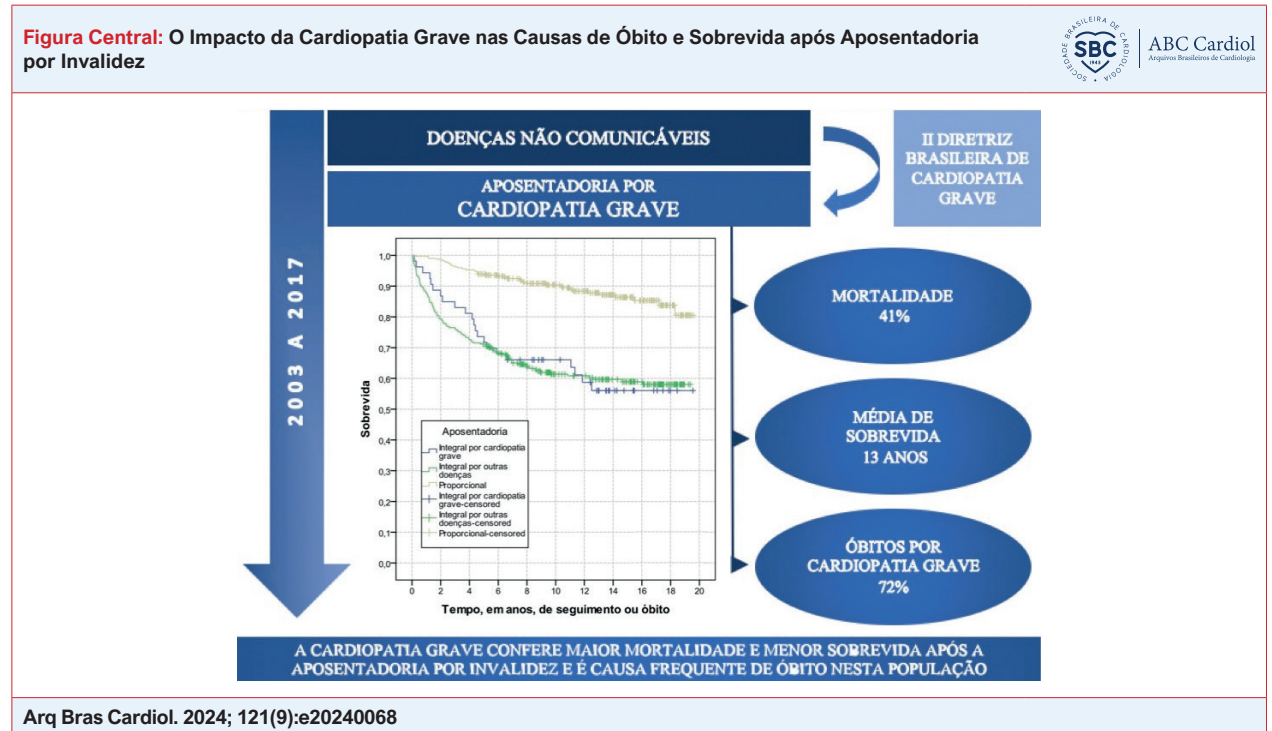 Figura Central: O Impacto da Cardiopatia Grave nas Causas de Óbito e Sobrevida após Aposentadoria
por Invalidez
SOCIEDADE BRASILEIRA DE CARDIOLOGIA
SBC
1943
ABC Cardiol
Arquivos Brasileiros de Cardiologia
2003 A 2017
DOENÇAS NÃO COMUNICÁVEIS
APOSENTADORIA POR
CARDIOPATIA GRAVE
II DIRETRIZ
BRASILEIRA DE
CARDIOPATIA
GRAVE
Sobrevida
1,0
0,9
0,8
0,7
0,6
0,5
0,4
0,3
0,2
0,1
0,0
Aposentadoria
Integral por cardiopatia
grave
Integral por outras
doenças
Proporcional
Integral por cardiopatia
grave-censored
Integral por outras
doenças-censored
Proporcional-censored
0 2 4 6 8 10 12 14 16 18 20
Tempo, em anos, de seguimento ou óbito
MORTALIDADE
41%
MÉDIA DE
SOBREVIDA
13 ANOS
ÓBITOS POR
CARDIOPATIA GRAVE
72%
A CARDIOPATIA GRAVE CONFERE MAIOR MORTALIDADE E MENOR SOBREVIDA APÓS A
APOSENTADORIA POR INVALIDEZ E É CAUSA FREQUENTE DE ÓBITO NESTA POPULAÇÃO
Arq Bras Cardiol. 2024; 121(9):e20240068